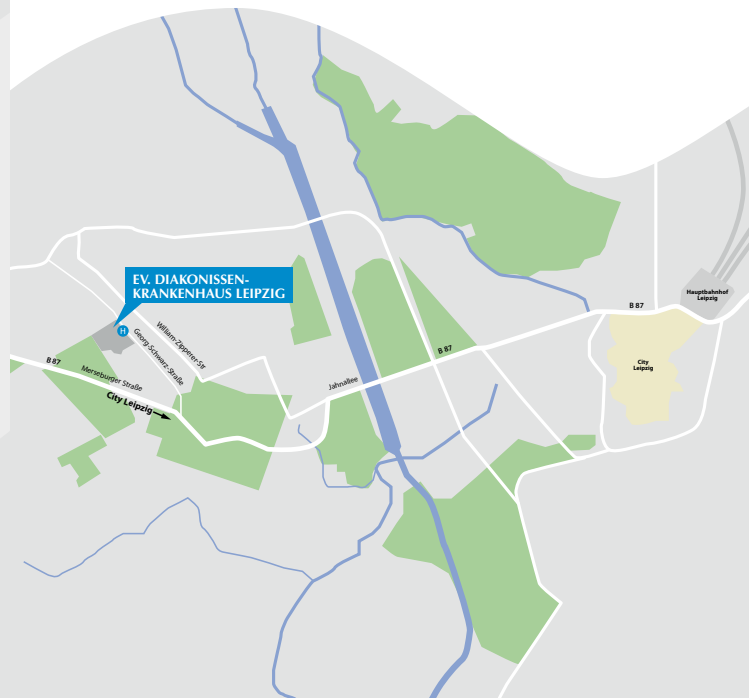 EV. DIAKONISSEN-
KRANKENHAUS LEIPZIG
H
William-Zipperer-Str
Georg-Schwarz-Straße
B 87
Merseburger Straße
City Leipzig
Jahnallee
B 87
B 87
Hauptbahnhof
Leipzig
City
Leipzig